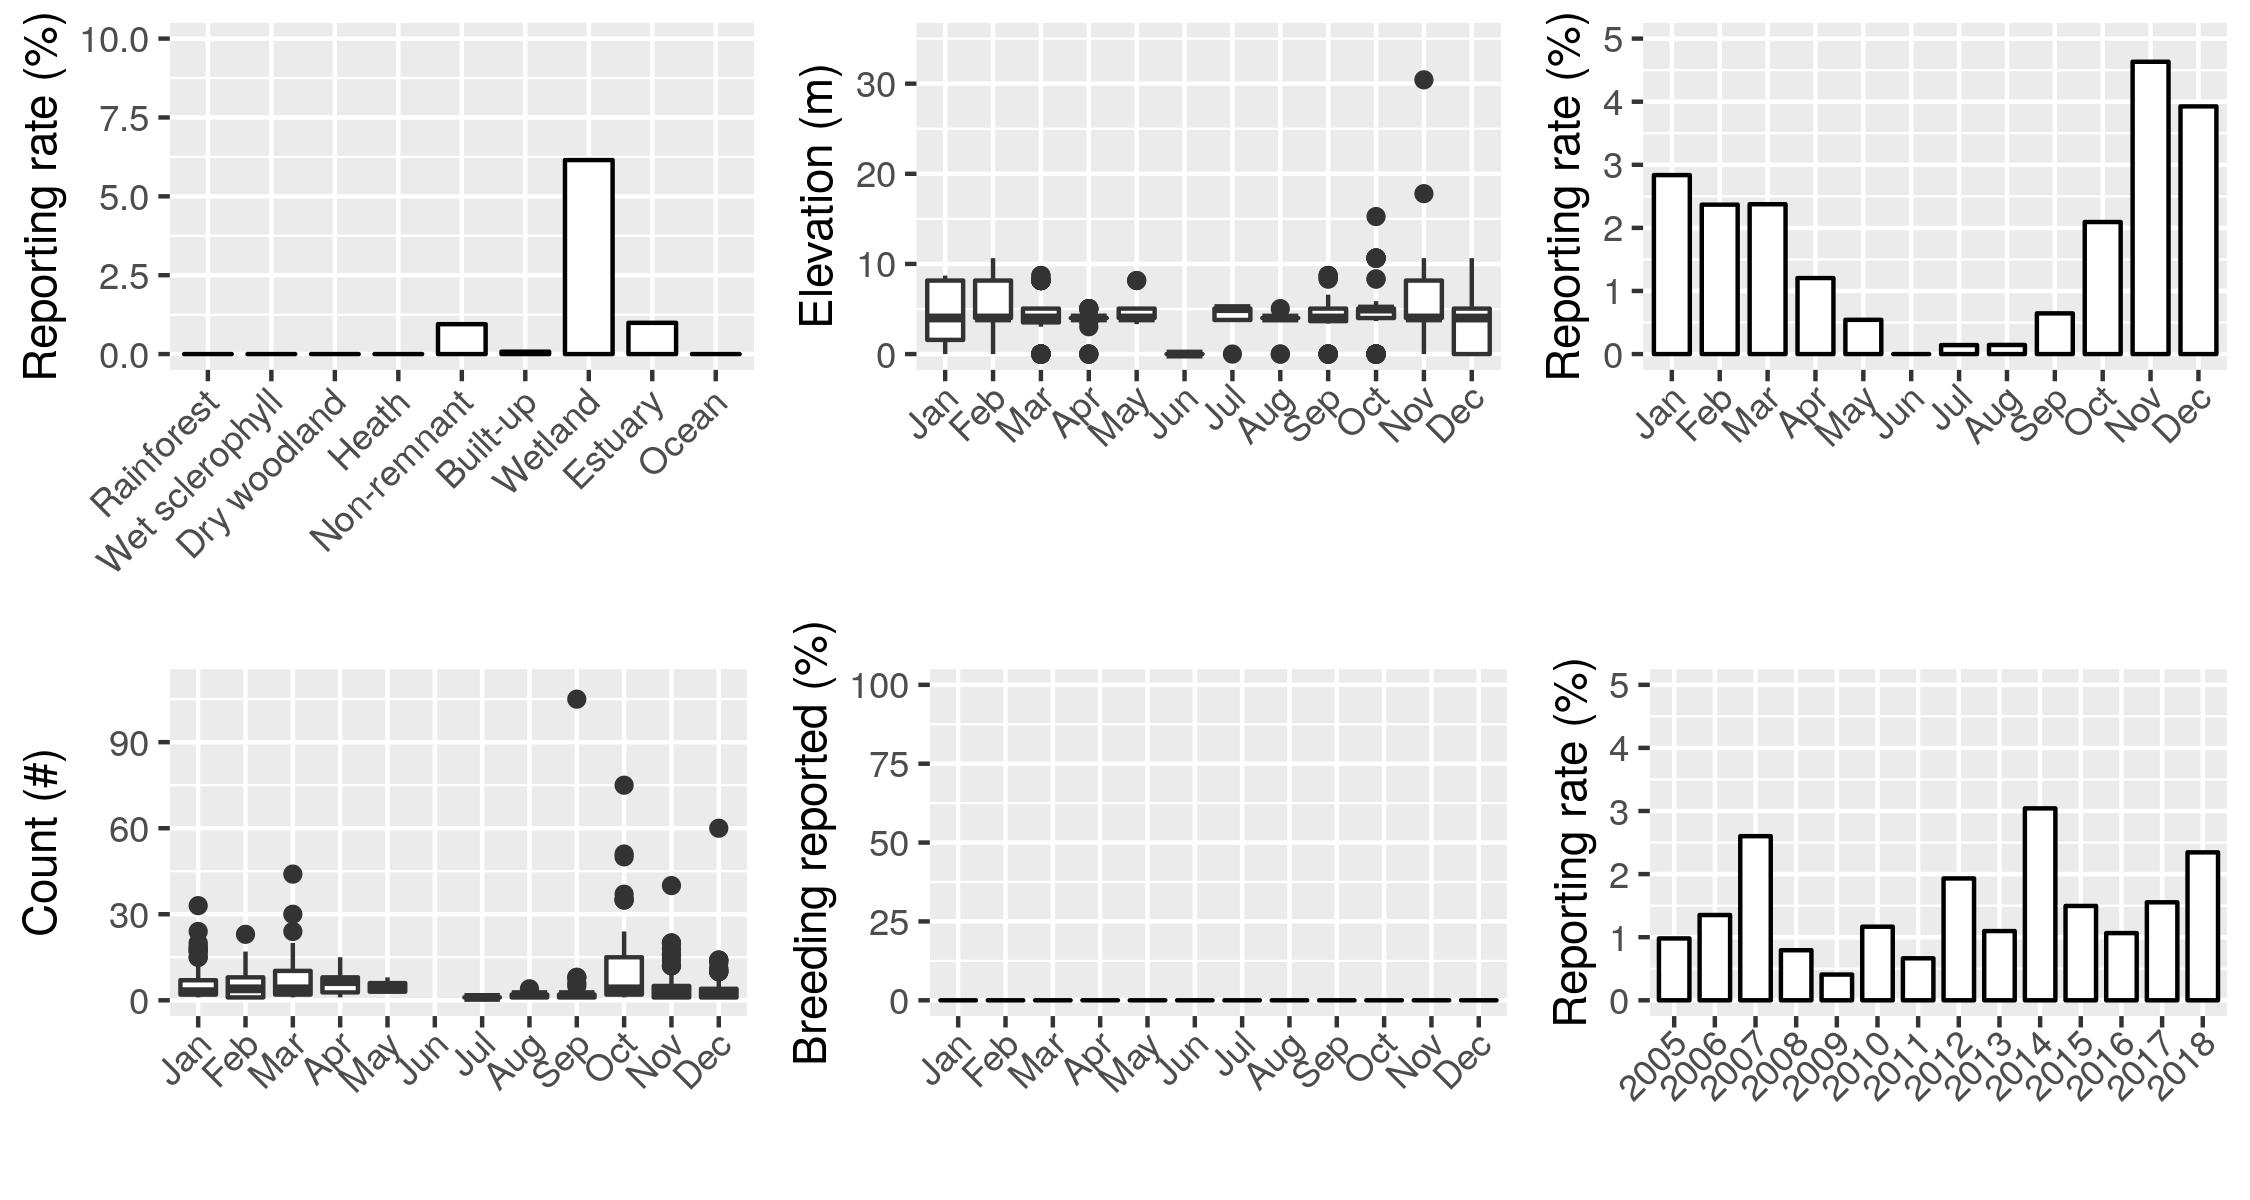 Reporting rate (%)
10.0
7.5
5.0
2.5
0.0
Rainforest
Wet sclerophyll
Dry woodland
Heath
Non-remnant
Built-up
Wetland
Estuary
Ocean
Elevation (m)
30
20
10
0
Jan
Feb
Mar
Apr
May
Jun
Jul
Aug
Sep
Oct
Nov
Dec
Reporting rate (%)
5
4
3
2
1
0
Jan
Feb
Mar
Apr
May
Jun
Jul
Aug
Sep
Oct
Nov
Dec
Count (#)
90
60
30
0
Jan
Feb
Mar
Apr
May
Jun
Jul
Aug
Sep
Oct
Nov
Dec
Breeding reported (%)
100
75
50
25
0
Jan
Feb
Mar
Apr
May
Jun
Jul
Aug
Sep
Oct
Nov
Dec
Reporting rate (%)
5
4
3
2
1
0
2005
2006
2007
2008
2009
2010
2011
2012
2013
2014
2015
2016
2017
2018